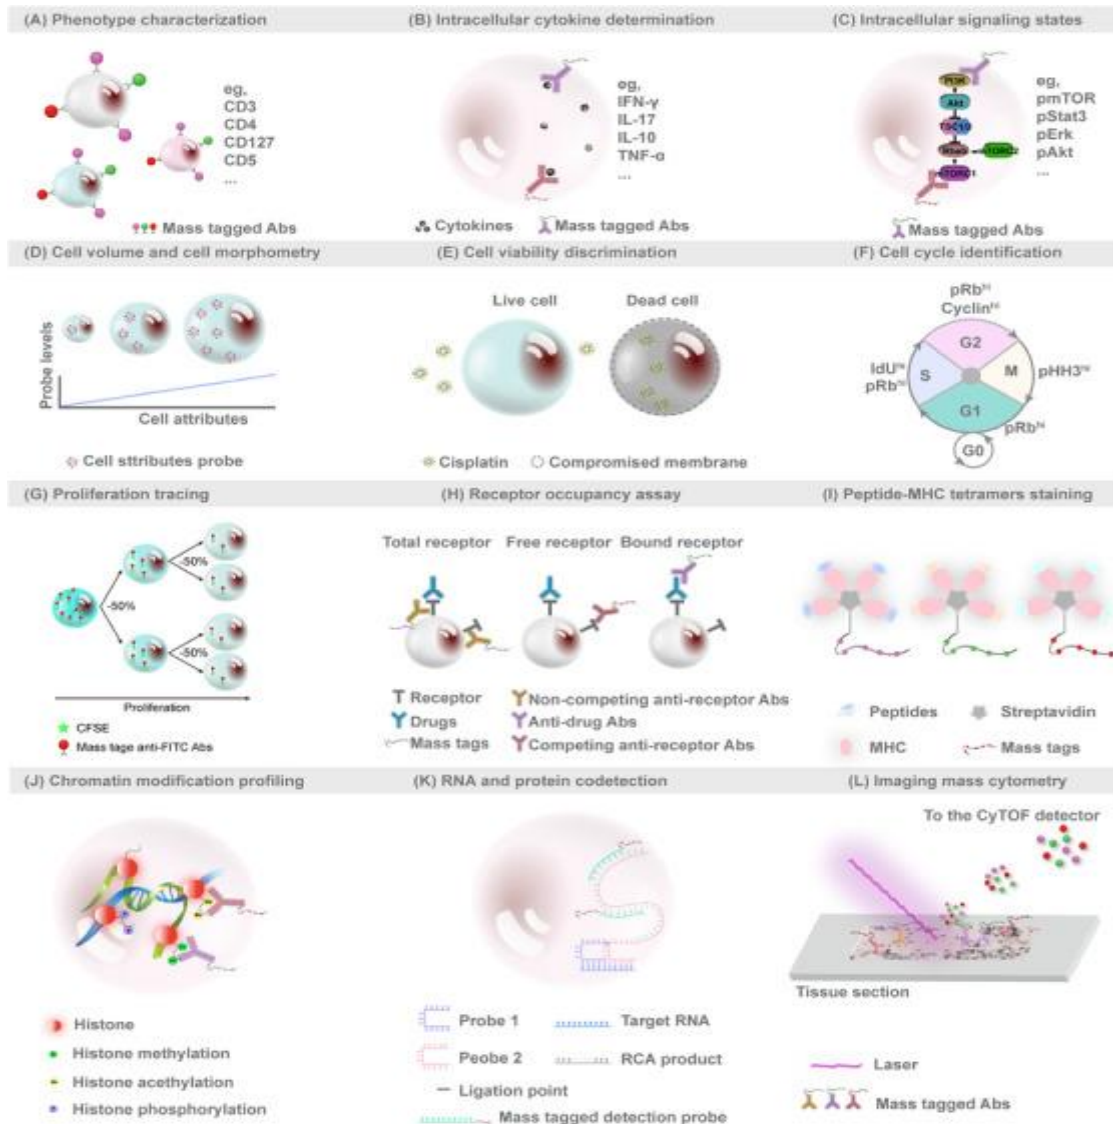 (A) Phenotype characterization
eg,
CD3
CD4
CD127
CD5
...
Mass tagged Abs
(B) Intracellular cytokine determination
eg,
IFN-γ
IL-17
IL-10
TNF-α
...
Cytokines
Mass tagged Abs
(C) Intracellular signaling states
PI3K
Akt
Rheb
mTORC2
mTORC1
eg,
pmTOR
pStat3
pErk
pAkt
...
Mass tagged Abs
(D) Cell volume and cell morphometry
Probe levels
Cell attributes
Cell sttributes probe
(E) Cell viability discrimination
Live cell
Dead cell
Cisplatin
Compromised membrane
(F) Cell cycle identification
pRbʰⁱ
Cyclinʰⁱ
G2
IdUʰⁱ
pRbʰⁱ
S
M
pHH3ʰⁱ
G1
pRbʰⁱ
G0
(G) Proliferation tracing
-50%
-50%
-50%
Proliferation
CFSE
Mass tage anti-FITC Abs
(H) Receptor occupancy assay
Total receptor
Free receptor
Bound receptor
Receptor
Non-competing anti-receptor Abs
Drugs
Anti-drug Abs
Mass tags
Competing anti-receptor Abs
(I) Peptide-MHC tetramers staining
Peptides
Streptavidin
MHC
Mass tags
(J) Chromatin modification profiling
Histone
Histone methylation
Histone acethylation
Histone phosphorylation
(K) RNA and protein codetection
Probe 1
Target RNA
Peobe 2
RCA product
Ligation point
Mass tagged detection probe
(L) Imaging mass cytometry
To the CyTOF detector
Tissue section
Laser
Mass tagged Abs